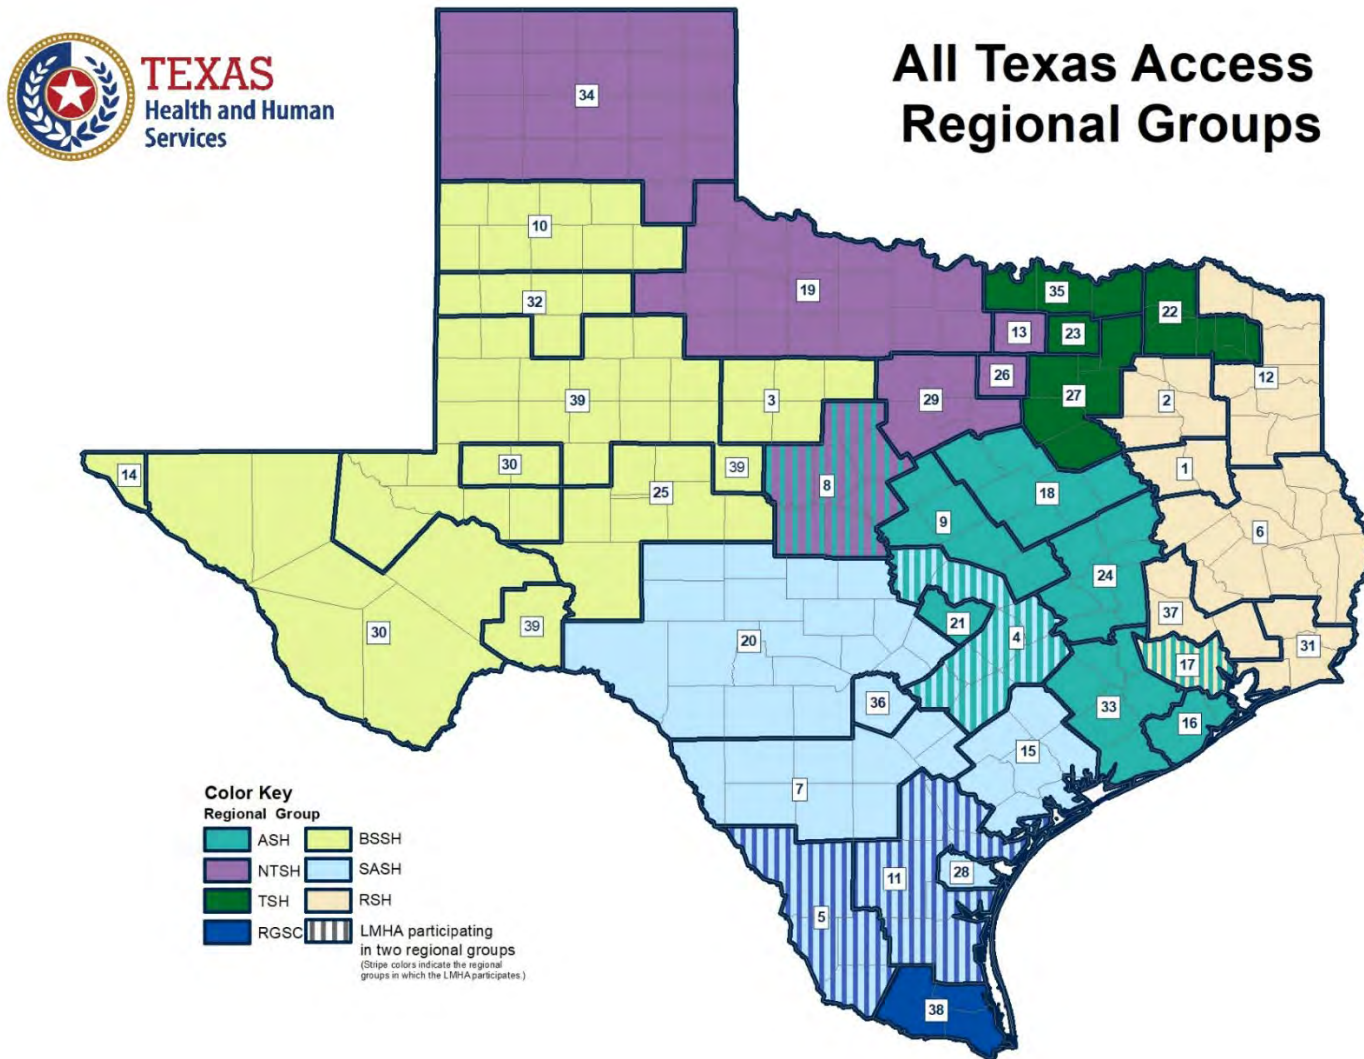 TEXAS
Health and Human
Services
All Texas Access
Regional Groups
34
10
32
19
35
22
13
23
26
12
39
3
29
27
2
14
30
39
25
8
1
18
9
6
24
37
21
4
30
39
20
31
17
36
33
16
15
7
28
11
5
38
Color Key
Regional Group
ASH
BSSH
NTSH
SASH
TSH
RSH
RGSC
LMHA participating
in two regional groups
(Stripe colors indicate the regional
groups in which the LMHA participates.)